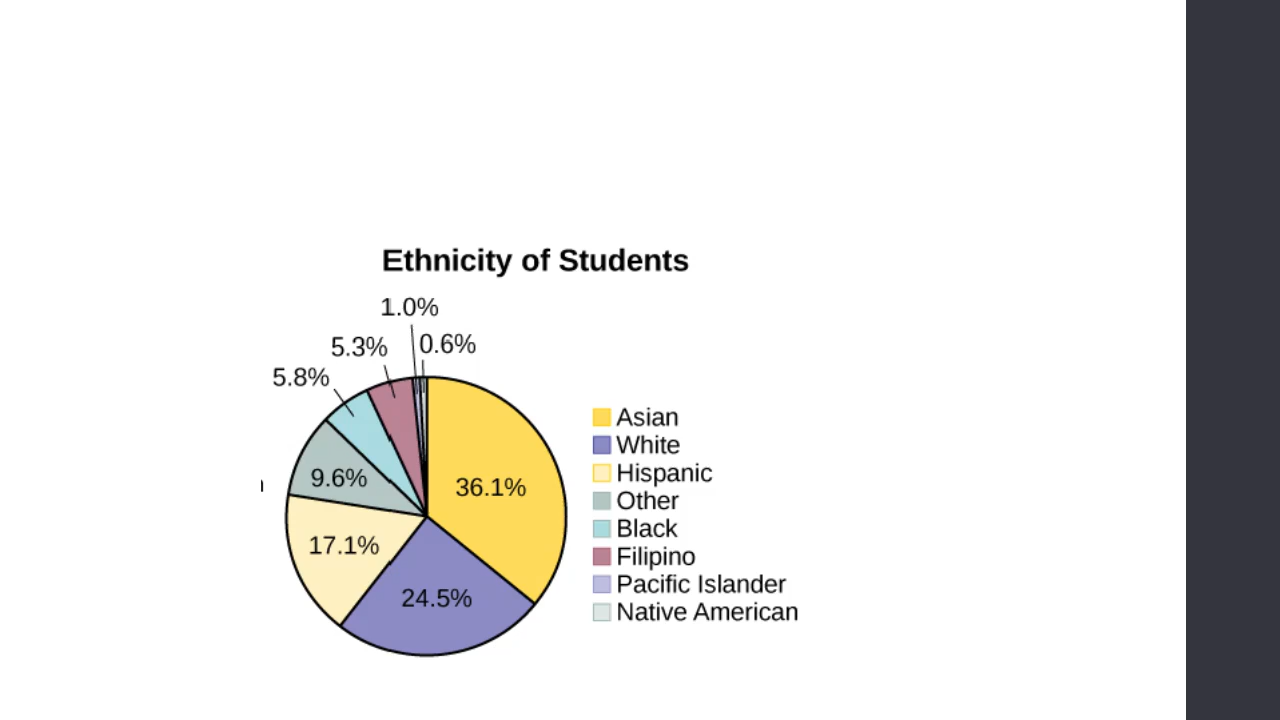 Ethnicity of Students
1.0%
5.3%
0.6%
5.8%
9.6%
36.1%
17.1%
24.5%
Asian
White
Hispanic
Other
Black
Filipino
Pacific Islander
Native American